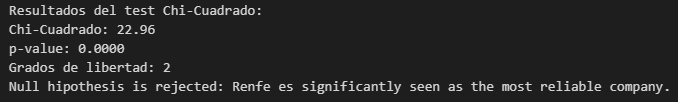 Resultados del test Chi-Cuadrado:
Chi-Cuadrado: 22.96
p-value: 0.0000
Grados de libertad: 2
Null hipothesis is rejected: Renfe es significantly seen as the most reliable company.